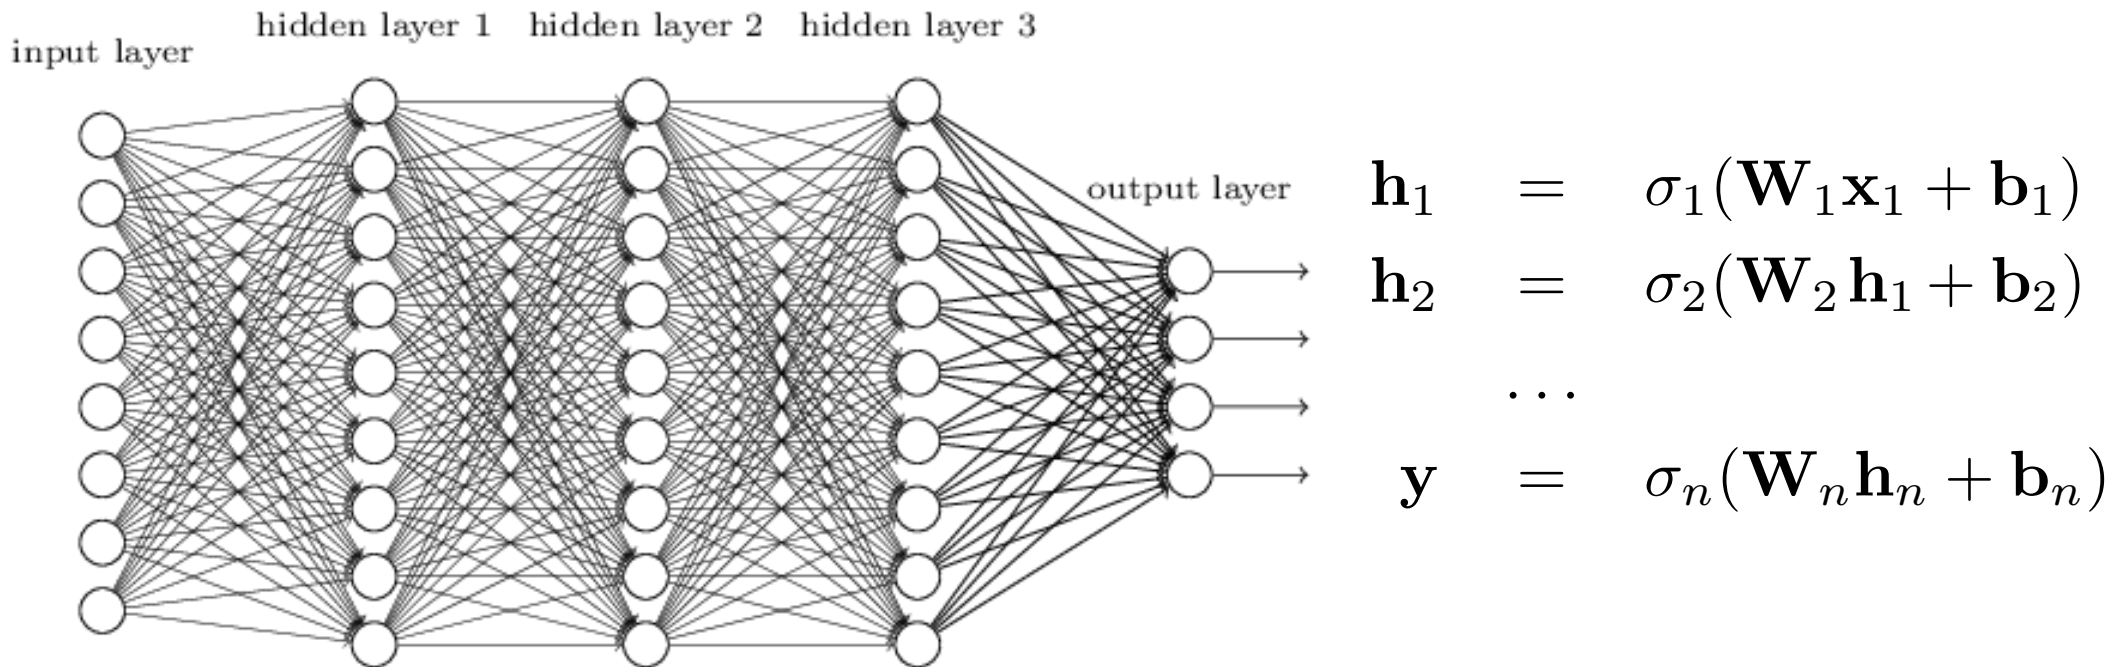 input layer
hidden layer 1
hidden layer 2
hidden layer 3
output layer
h₁ = σ₁(W₁x₁ + b₁)
h₂ = σ₂(W₂h₁ + b₂)
...
y = σₙ(Wₙhₙ + bₙ)